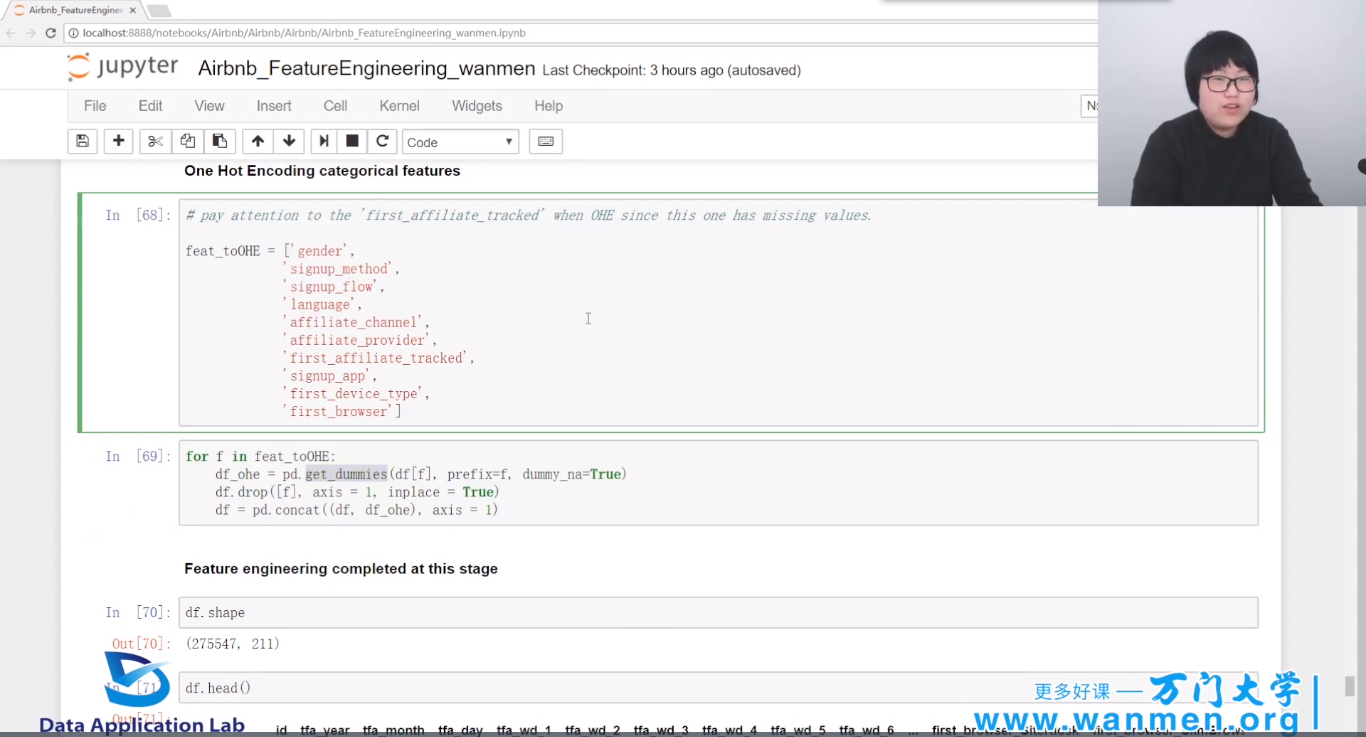 Airbnb_FeatureEngineer
localhost:8888/notebooks/Airbnb/Airbnb/Airbnb/Airbnb_FeatureEngineering_wanmen.ipynb
jupyter Airbnb_FeatureEngineering_wanmen Last Checkpoint: 3 hours ago (autosaved)
File Edit View Insert Cell Kernel Widgets Help
Code
One Hot Encoding categorical features
In [68]: # pay attention to the 'first_affiliate_tracked' when OHE since this one has missing values.
feat_toOHE = ['gender',
'signup_method',
'signup_flow',
'language',
'affiliate_channel',
'affiliate_provider',
'first_affiliate_tracked',
'signup_app',
'first_device_type',
'first_browser']
In [69]: for f in feat_toOHE:
df_ohe = pd.get_dummies(df[f], prefix=f, dummy_na=True)
df.drop([f], axis = 1, inplace = True)
df = pd.concat((df, df_ohe), axis = 1)
Feature engineering completed at this stage
In [70]: df.shape
Out[70]: (275547, 211)
In [71]: df.head()
更多好课 — 万门大学
Out[71]:
Data Application Lab
www.wanmen.org
id tfa_year tfa_month tfa_day tfa_wd_1 tfa_wd_2 tfa_wd_3 tfa_wd_4 tfa_wd_5 tfa_wd_6 ...